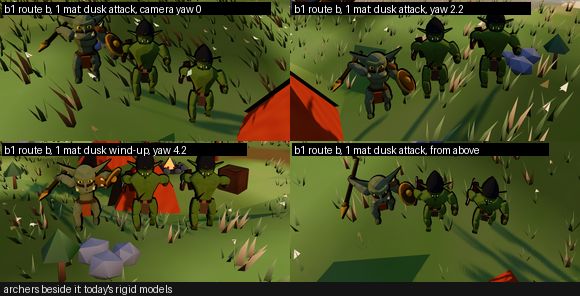 b1 route b, 1 mat dusk attack, camera yaw 0
b1 route b, 1 mat dusk attack, yaw 2.2
b1 route b, 1 mat dusk wind-up, yaw 4.2
b1 route b, 1 mat dusk attack, from above
archers beside it: today's rigid models